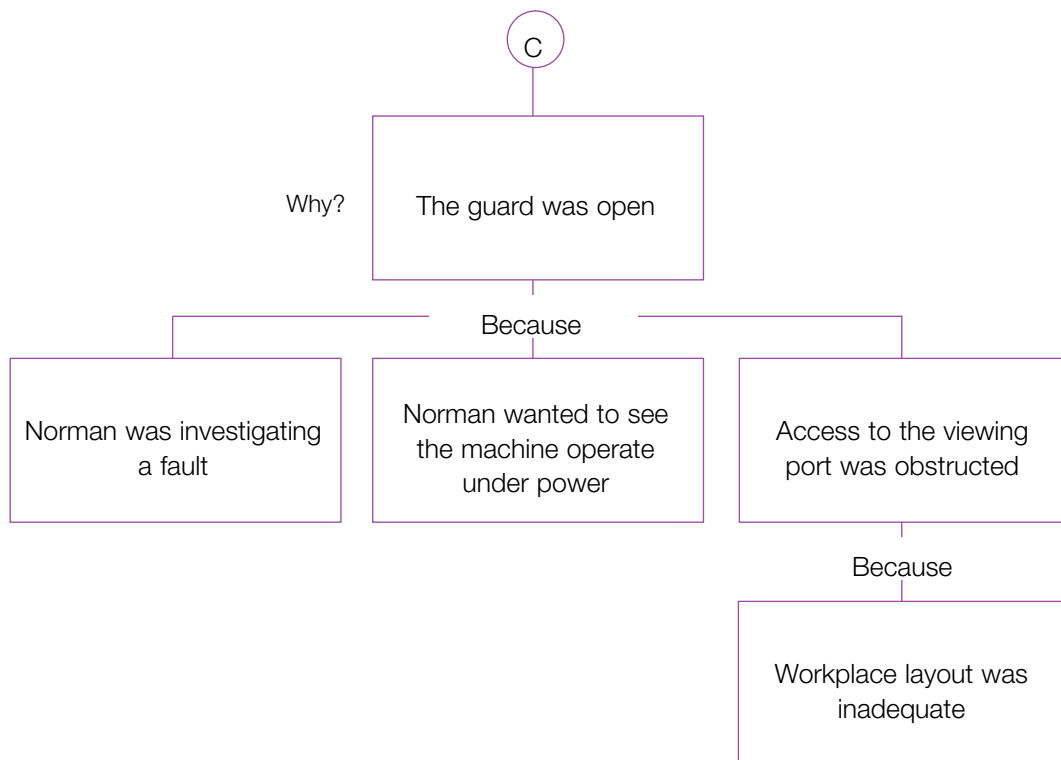 C
Why?
The guard was open
Because
Norman was investigating
a fault
Norman wanted to see
the machine operate
under power
Access to the viewing
port was obstructed
Because
Workplace layout was
inadequate